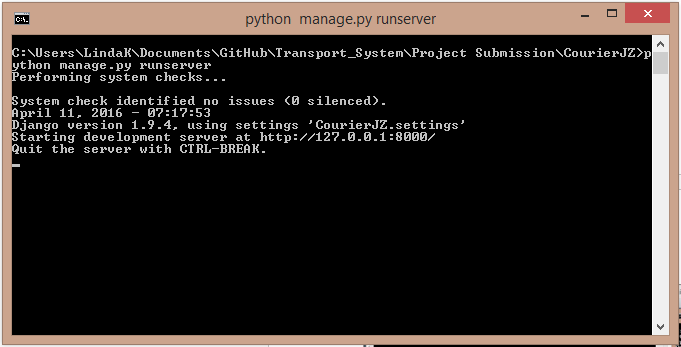 python  manage.py runserver
C:\Users\LindaK\Documents\GitHub\Transport_System\Project Submission\CourierJZ>p
ython manage.py runserver
Performing system checks...
System check identified no issues (0 silenced).
April 11, 2016 - 07:17:53
Django version 1.9.4, using settings 'CourierJZ.settings'
Starting development server at http://127.0.0.1:8000/
Quit the server with CTRL-BREAK.